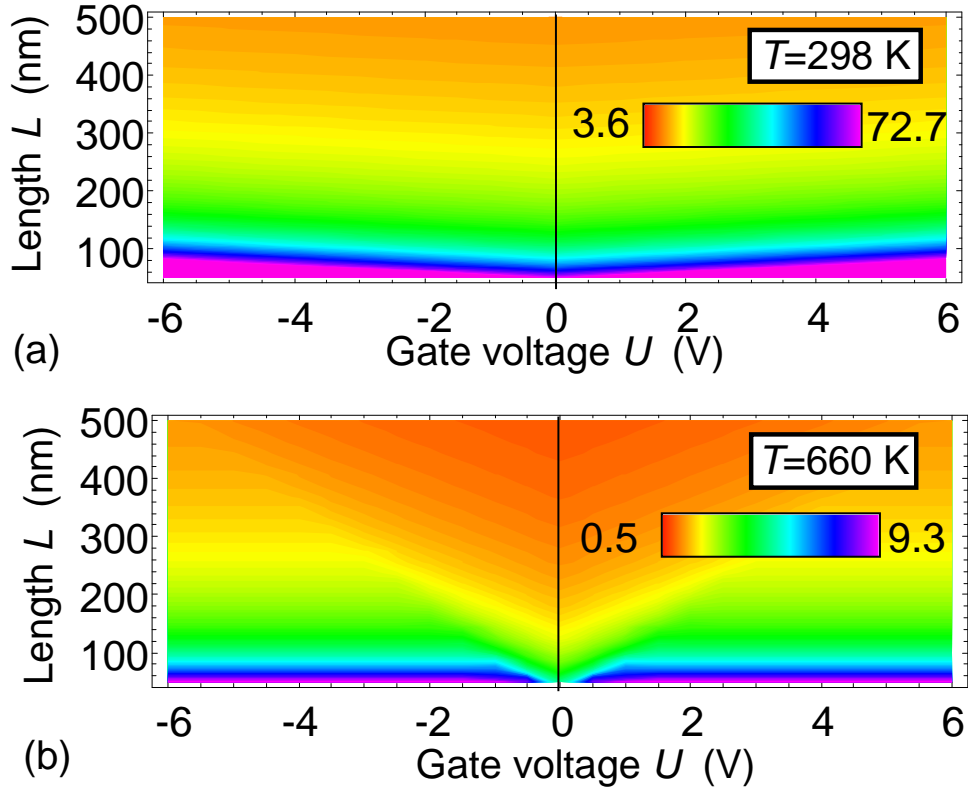 500
400
300
200
100
Length L (nm)
T=298 K
3.6
72.7
-6 -4 -2 0 2 4 6
(a)
Gate voltage U (V)
500
400
300
200
100
Length L (nm)
T=660 K
0.5
9.3
-6 -4 -2 0 2 4 6
(b)
Gate voltage U (V)